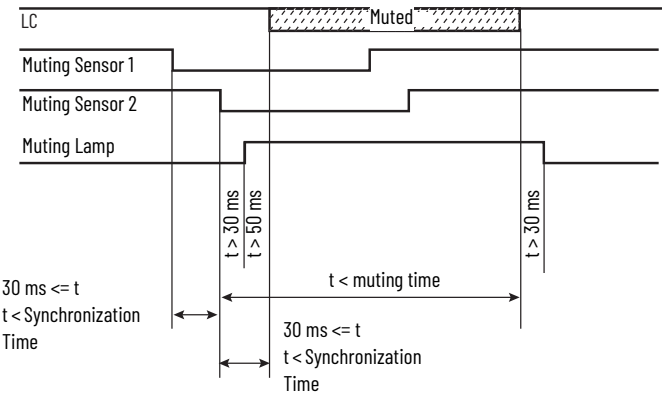 LC
Muted
Muting Sensor 1
Muting Sensor 2
Muting Lamp
t > 30 ms
t > 50 ms
t > 30 ms
t < muting time
30 ms <= t
t < Synchronization
Time
30 ms <= t
t < Synchronization
Time